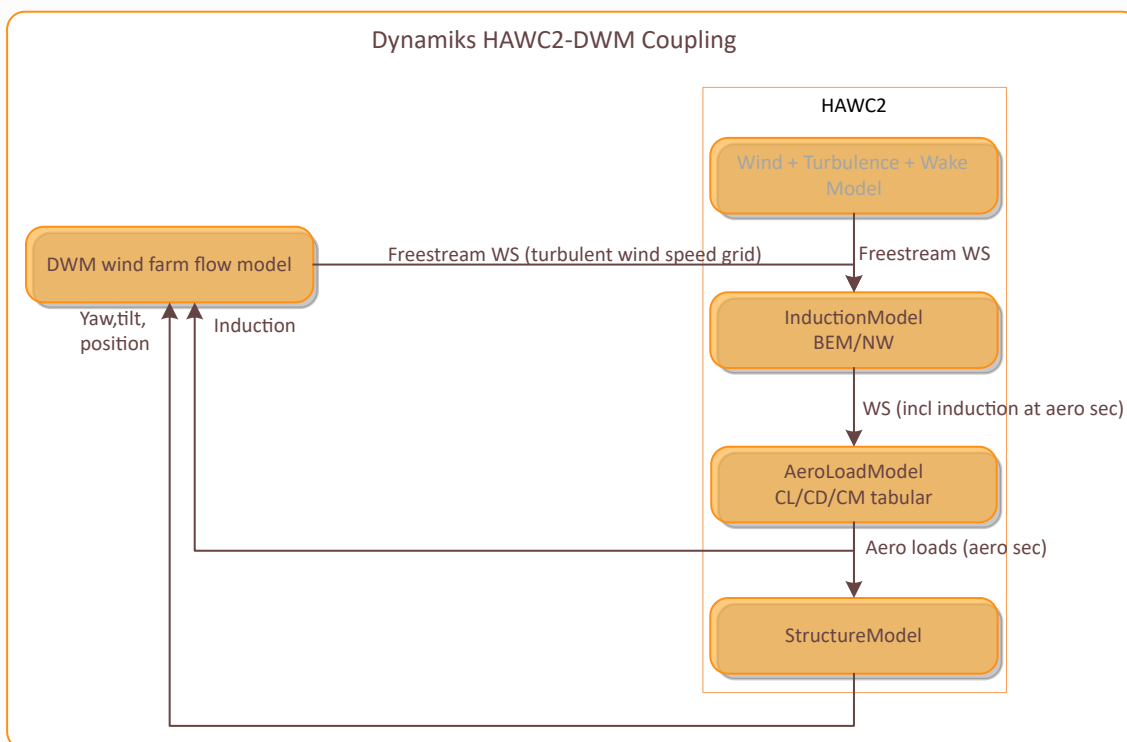 Dynamiks HAWC2-DWM Coupling
HAWC2
Wind + Turbulence + Wake
Model
DWM wind farm flow model
Freestream WS (turbulent wind speed grid)
Freestream WS
Yaw,tilt,
position
Induction
InductionModel
BEM/NW
WS (incl induction at aero sec)
AeroLoadModel
CL/CD/CM tabular
Aero loads (aero sec)
StructureModel